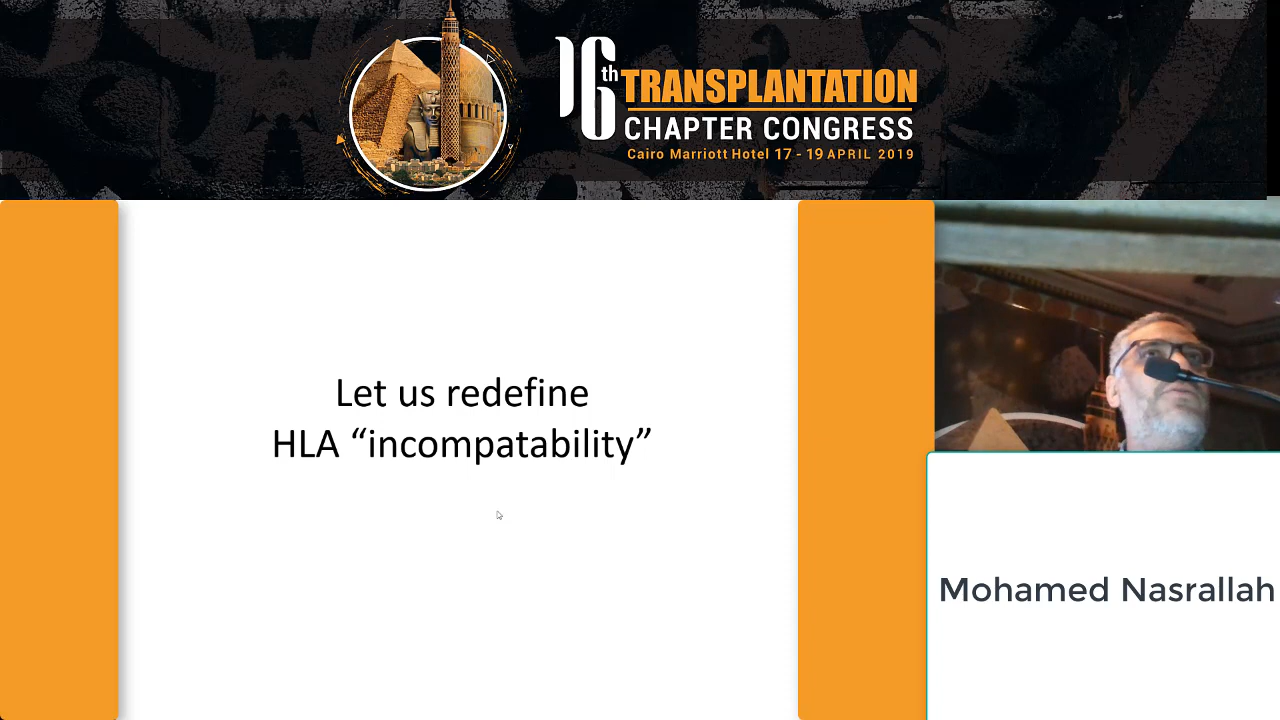 16th TRANSPLANTATION
CHAPTER CONGRESS
Cairo Marriott Hotel 17 - 19 APRIL 2019
Let us redefine
HLA “incompatability”
Mohamed Nasrallah